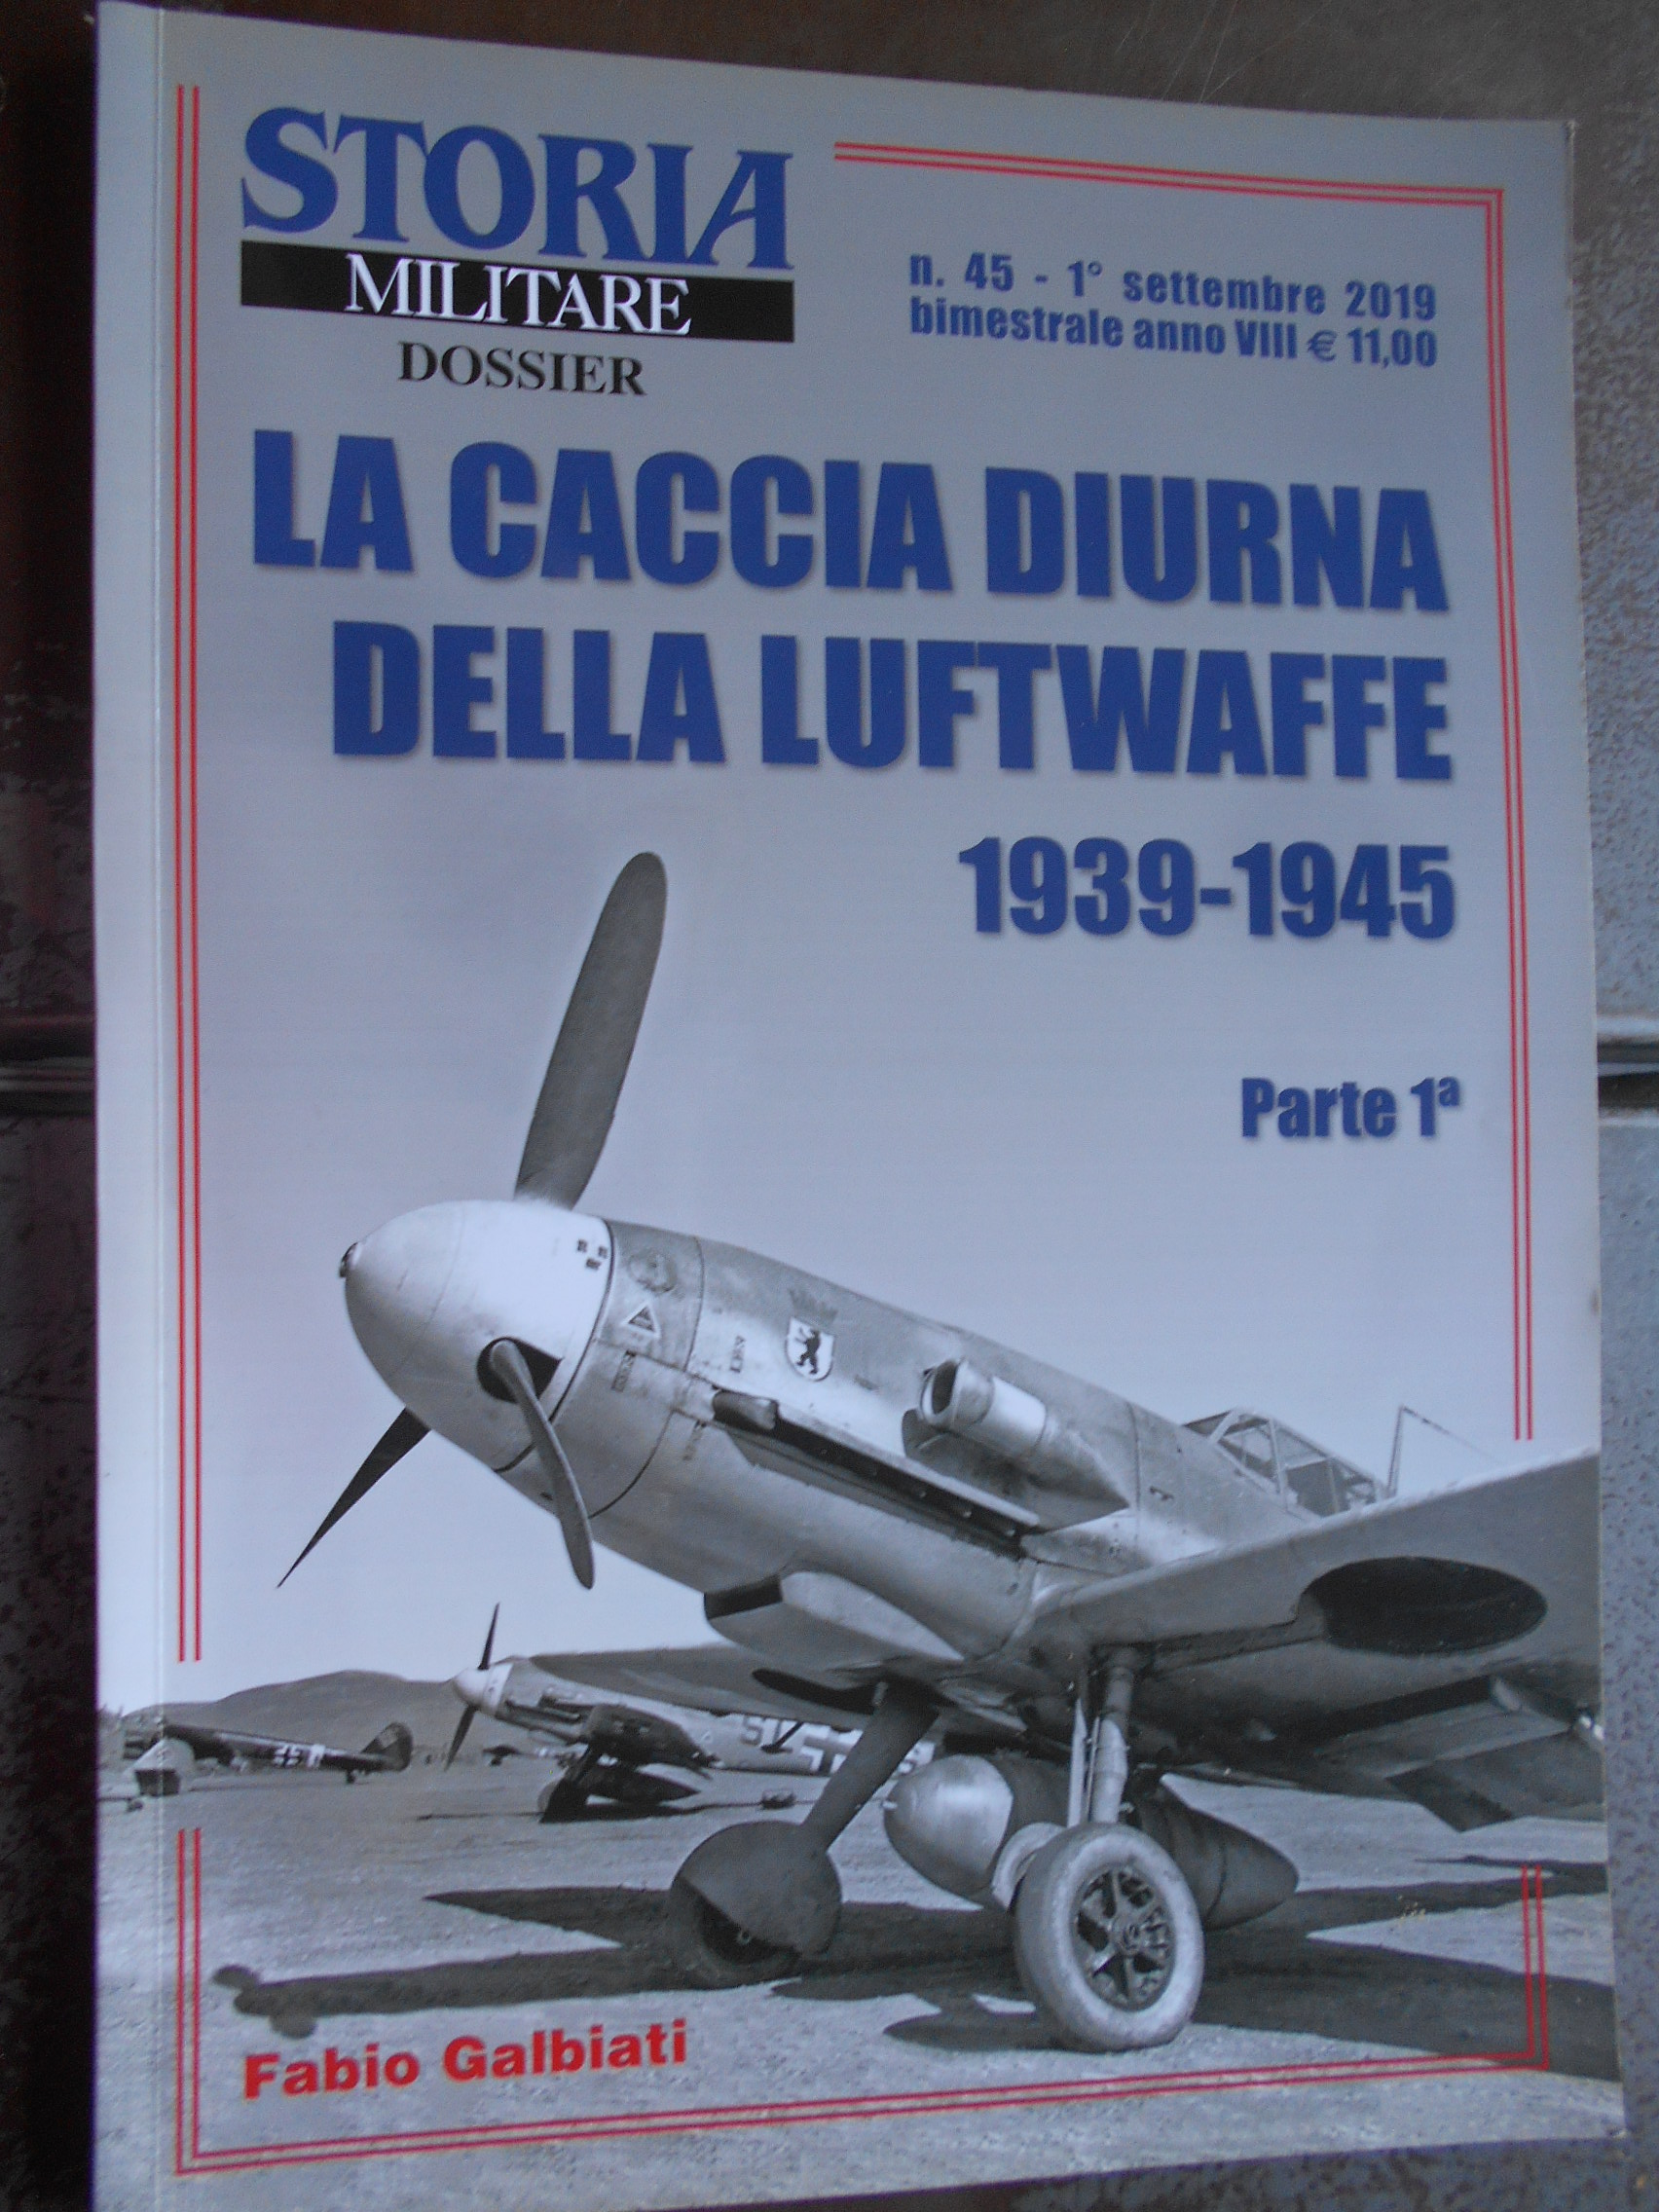 STORIA
MILITARE
DOSSIER
n. 45 - 1° settembre 2019
bimestrale anno VIII € 11,00
LA CACCIA DIURNA
DELLA LUFTWAFFE
1939-1945
Parte 1ª
Fabio Galbiati